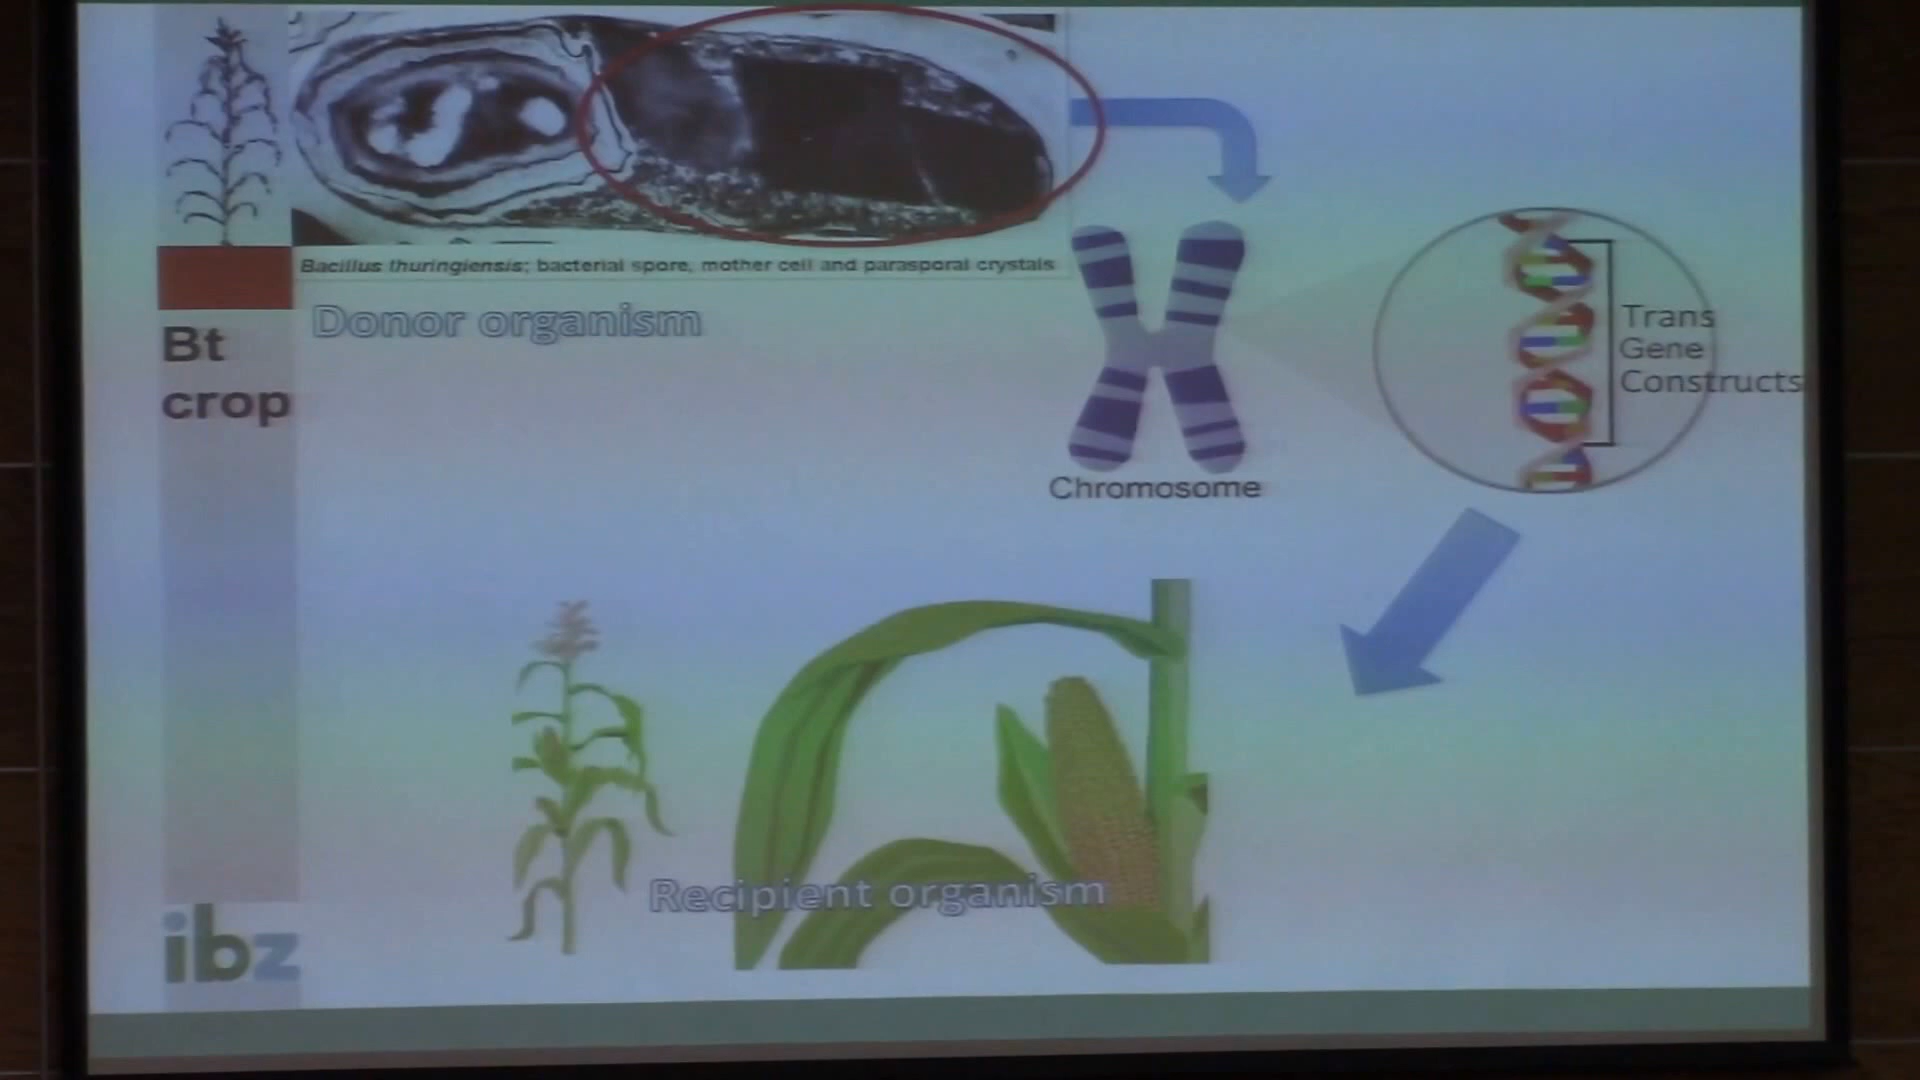 Bacillus thuringiensis; bacterial spore, mother cell and parasporal crystals
Donor organism
Bt
crop
Trans
Gene
Constructs
Chromosome
Recipient organism
ibz